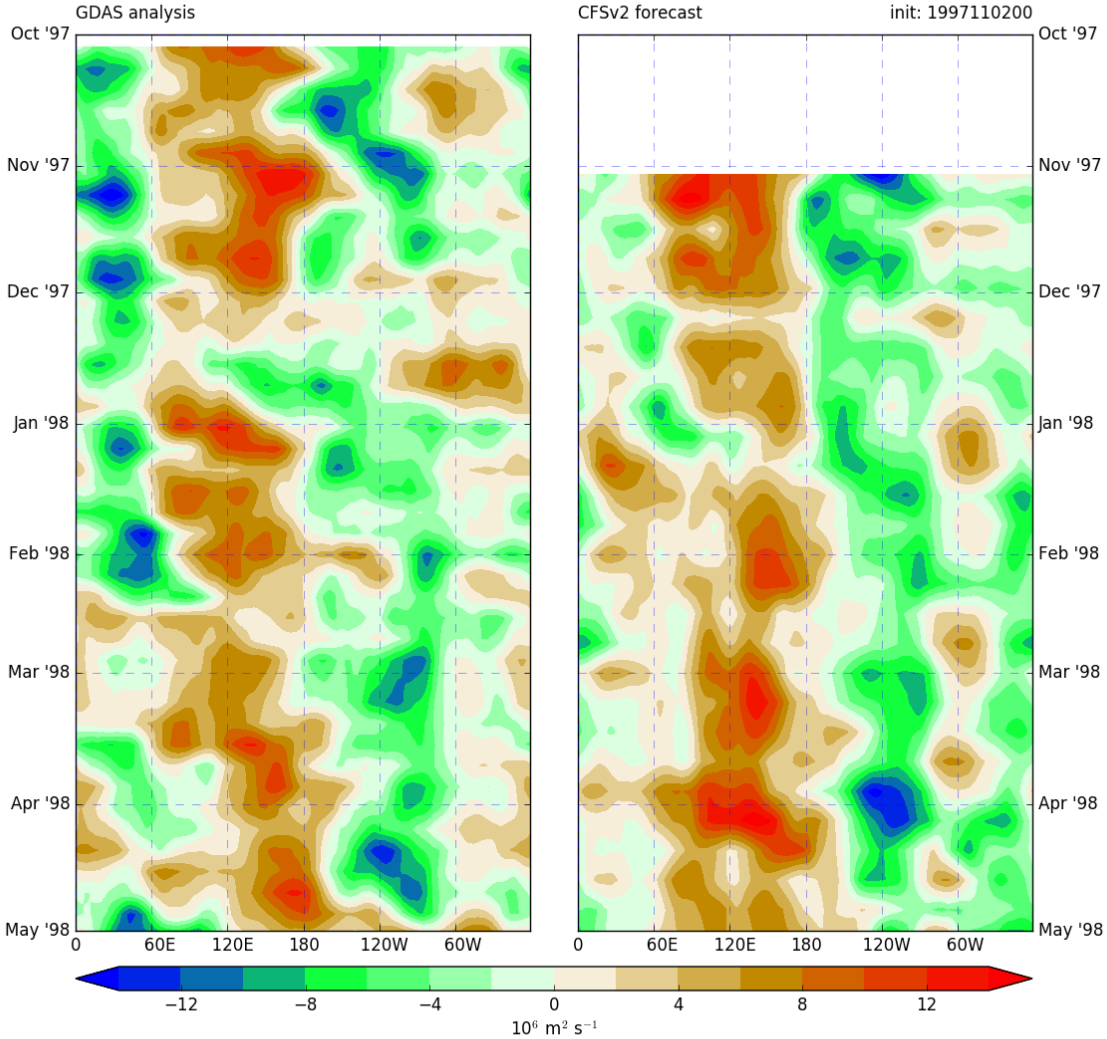 GDAS analysis
CFSv2 forecast init: 1997110200
Oct '97 Oct '97
Nov '97 Nov '97
Dec '97 Dec '97
Jan '98 Jan '98
Feb '98 Feb '98
Mar '98 Mar '98
Apr '98 Apr '98
May '98 May '98
0 60E 120E 180 120W 60W 0 60E 120E 180 120W 60W
−12 −8 −4 0 4 8 12
10⁶ m² s⁻¹